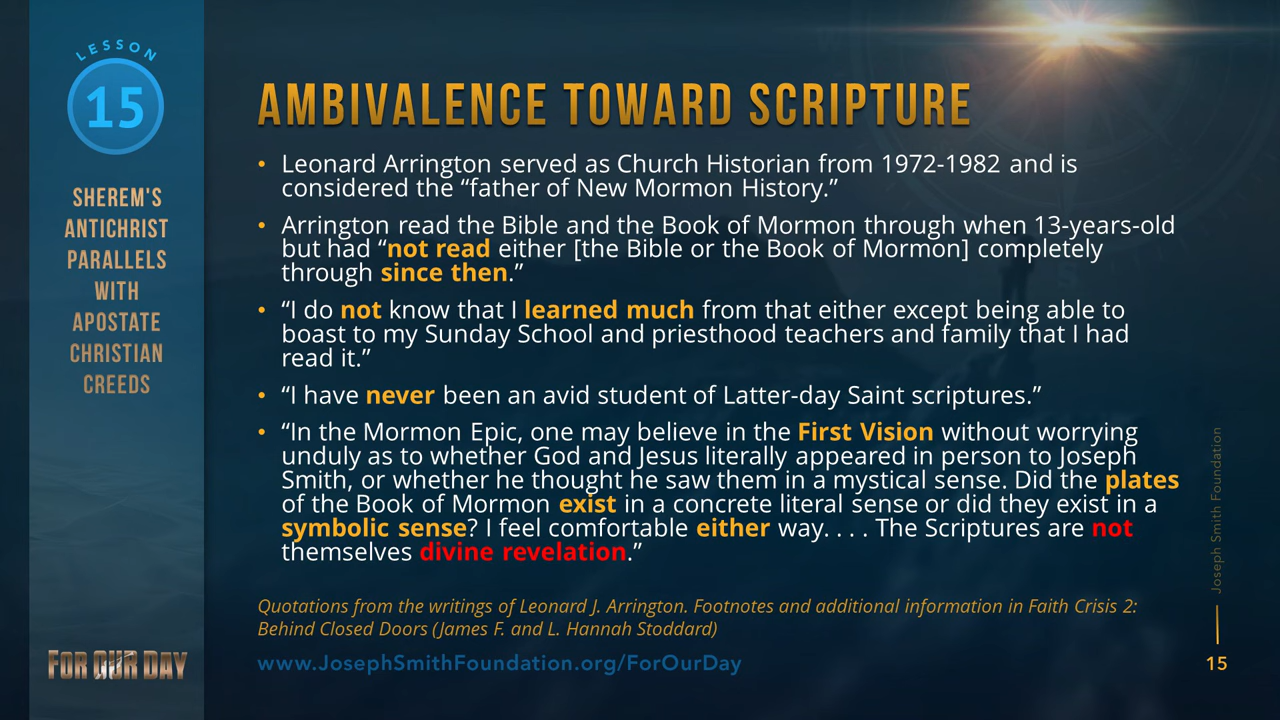 LESSON
15
SHEREM'S
ANTICHRIST
PARALLELS
WITH
APOSTATE
CHRISTIAN
CREEDS
FOR OUR DAY
AMBIVALENCE TOWARD SCRIPTURE
• Leonard Arrington served as Church Historian from 1972-1982 and is
considered the “father of New Mormon History.”
• Arrington read the Bible and the Book of Mormon through when 13-years-old
but had “not read either [the Bible or the Book of Mormon] completely
through since then.”
• “I do not know that I learned much from that either except being able to
boast to my Sunday School and priesthood teachers and family that I had
read it.”
• “I have never been an avid student of Latter-day Saint scriptures.”
• “In the Mormon Epic, one may believe in the First Vision without worrying
unduly as to whether God and Jesus literally appeared in person to Joseph
Smith, or whether he thought he saw them in a mystical sense. Did the plates
of the Book of Mormon exist in a concrete literal sense or did they exist in a
symbolic sense? I feel comfortable either way. . . . The Scriptures are not
themselves divine revelation.”
Quotations from the writings of Leonard J. Arrington. Footnotes and additional information in Faith Crisis 2:
Behind Closed Doors (James F. and L. Hannah Stoddard)
www.JosephSmithFoundation.org/ForOurDay
Joseph Smith Foundation
15